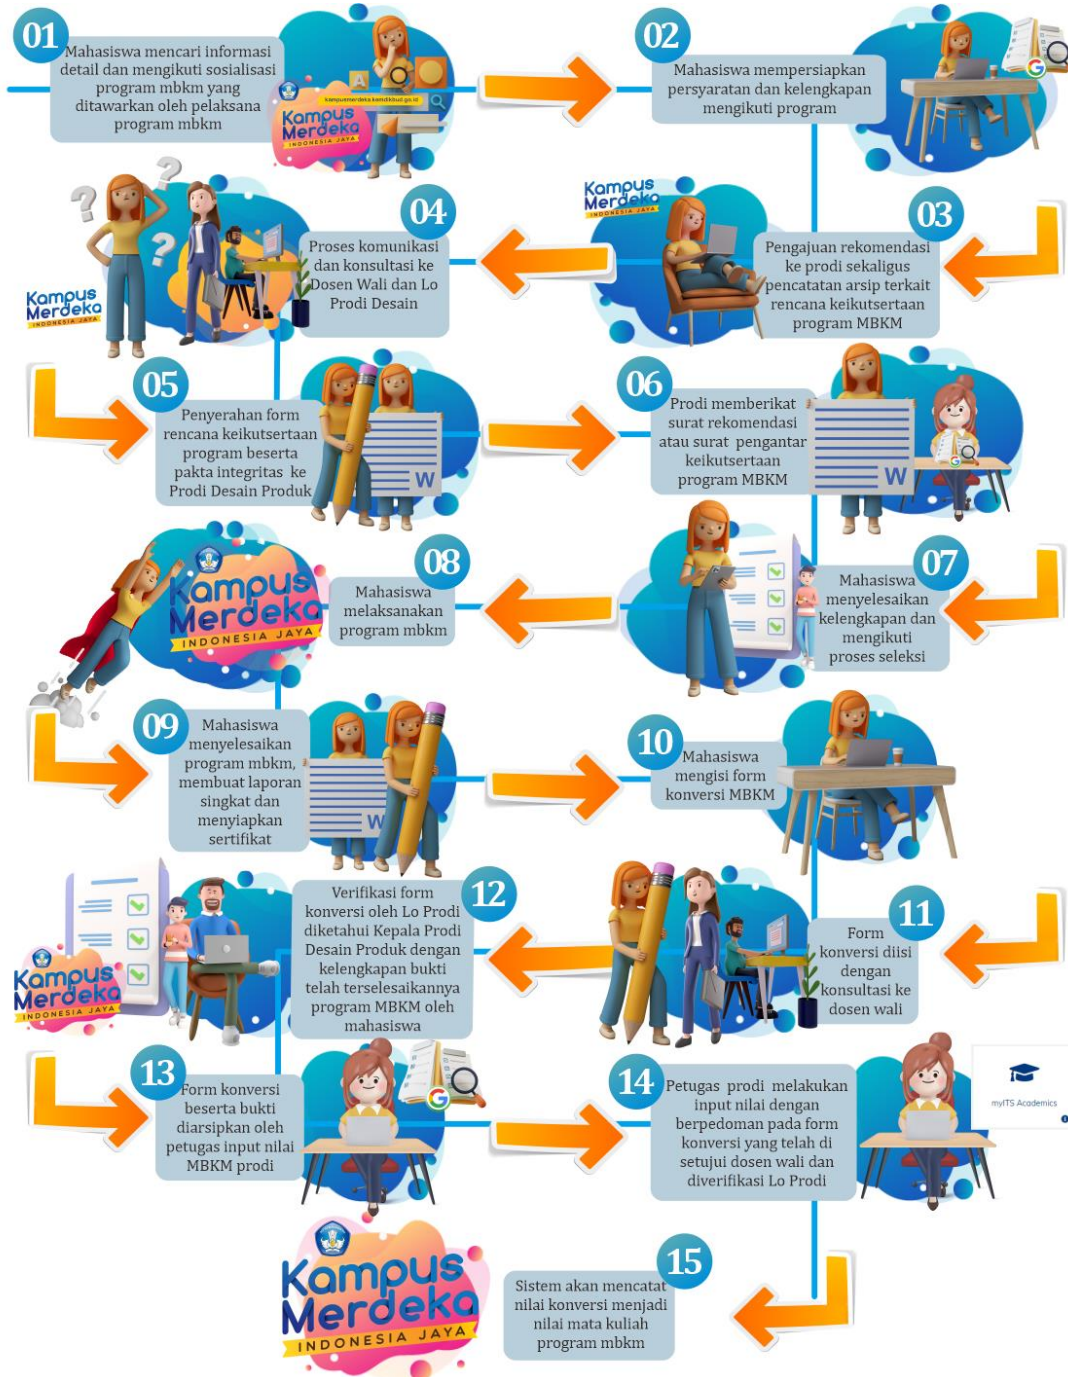 01
Mahasiswa mencari informasi
detail dan mengikuti sosialisasi
program mbkm yang
ditawarkan oleh pelaksana
program mbkm
A
kampusmerdeka.kemdikbud.go.id
Kampus
Merdeka
INDONESIA JAYA
02
Mahasiswa mempersiapkan
persyaratan dan kelengkapan
mengikuti program
G
03
Pengajuan rekomendasi
ke prodi sekaligus
pencatatan arsip terkait
rencana keikutsertaan
program MBKM
Kampus
Merdeka
INDONESIA JAYA
04
Proses komunikasi
dan konsultasi ke
Dosen Wali dan Lo
Prodi Desain
? ? ?
Kampus
Merdeka
INDONESIA JAYA
05
Penyerahan form
rencana keikutsertaan
program beserta
pakta integritas ke
Prodi Desain Produk
W
06
Prodi memberikat
surat rekomendasi
atau surat pengantar
keikutsertaan
program MBKM
W
G
07
Mahasiswa
menyelesaikan
kelengkapan dan
mengikuti
proses seleksi
08
Mahasiswa
melaksanakan
program mbkm
Kampus
Merdeka
INDONESIA JAYA
09
Mahasiswa
menyelesaikan
program mbkm,
membuat laporan
singkat dan
menyiapkan
sertifikat
W
10
Mahasiswa
mengisi form
konversi MBKM
11
Form
konversi diisi
dengan
konsultasi ke
dosen wali
12
Verifikasi form
konversi oleh Lo Prodi
diketahui Kepala Prodi
Desain Produk dengan
kelengkapan bukti
telah terselesaikannya
program MBKM oleh
mahasiswa
Kampus
Merdeka
INDONESIA JAYA
13
Form konversi
beserta bukti
diarsipkan oleh
petugas input nilai
MBKM prodi
G
14
Petugas prodi melakukan
input nilai dengan
berpedoman pada form
konversi yang telah di
setujui dosen wali dan
diverifikasi Lo Prodi
myITS Academics
15
Sistem akan mencatat
nilai konversi menjadi
nilai mata kuliah
program mbkm
Kampus
Merdeka
INDONESIA JAYA